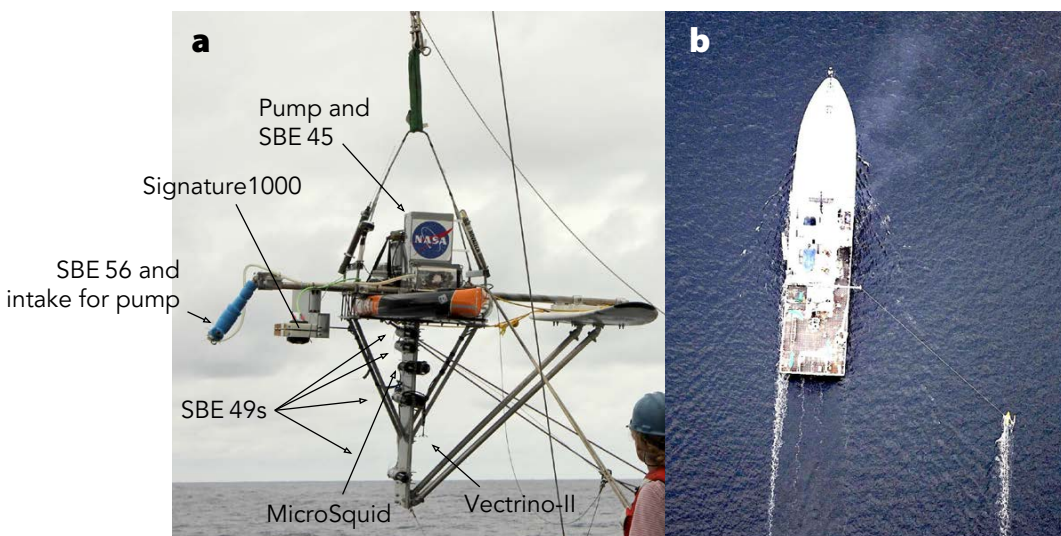 a
b
Pump and
SBE 45
Signature1000
NASA
SBE 56 and
intake for pump
SBE 49s
MicroSquid
Vectrino-II